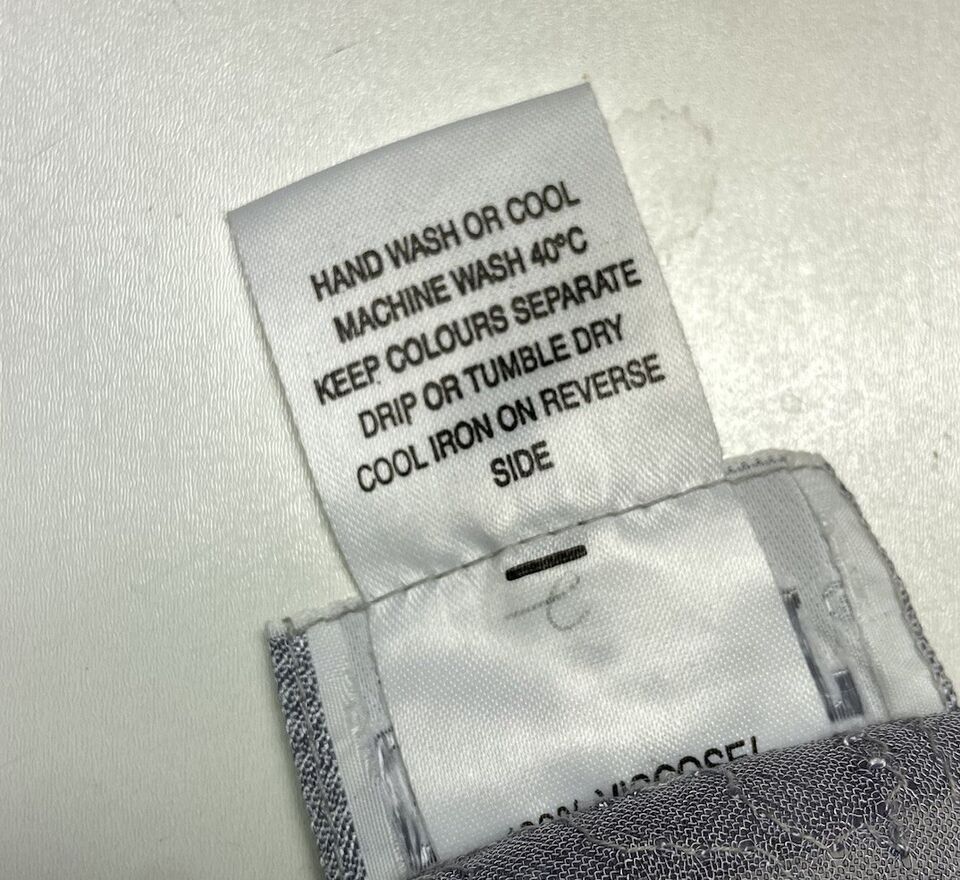 HAND WASH OR COOL
MACHINE WASH 40°C
KEEP COLOURS SEPARATE
DRIP OR TUMBLE DRY
COOL IRON ON REVERSE
SIDE
VISCOSE/